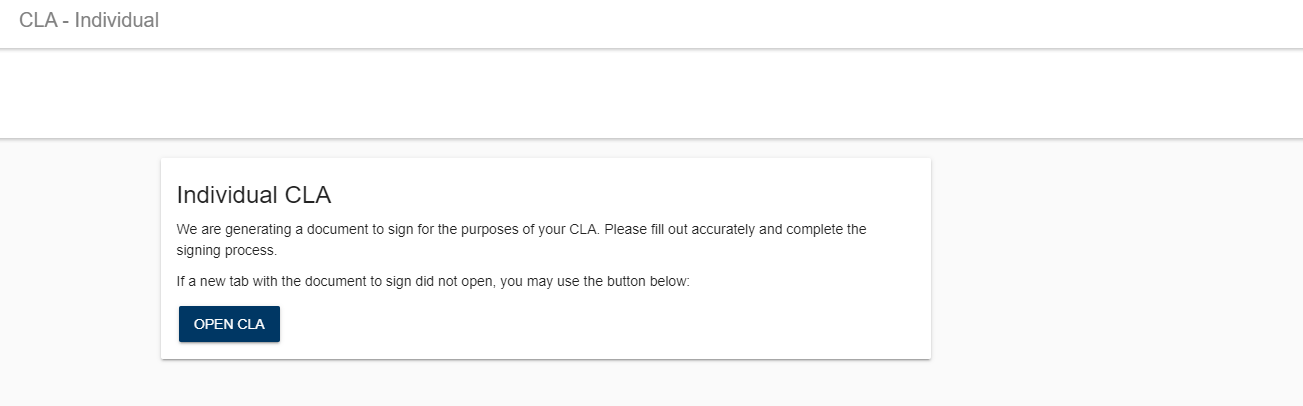 CLA - Individual
Individual CLA
We are generating a document to sign for the purposes of your CLA. Please fill out accurately and complete the
signing process.
If a new tab with the document to sign did not open, you may use the button below:
OPEN CLA